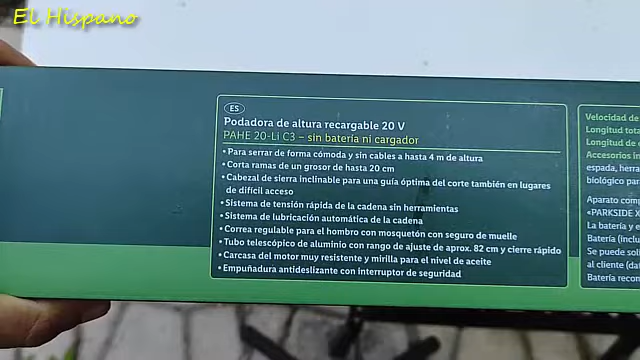 El Hispano
ES
Podadora de altura recargable 20 V
PAHE 20-Li C3 – sin batería ni cargador
• Para serrar de forma cómoda y sin cables a hasta 4 m de altura
• Corta ramas de un grosor de hasta 20 cm
• Cabezal de sierra inclinable para una guía óptima del corte también en lugares
de difícil acceso
• Sistema de tensión rápida de la cadena sin herramientas
• Sistema de lubricación automática de la cadena
• Correa regulable para el hombro con mosquetón con seguro de muelle
• Tubo telescópico de aluminio con rango de ajuste de aprox. 82 cm y cierre rápido
• Carcasa del motor muy resistente y mirilla para el nivel de aceite
• Empuñadura antideslizante con interruptor de seguridad
Velocidad de
Longitud tota
Longitud de
Accesorios in
espada, herra
biológico par
Aparato comp
«PARKSIDE X
La batería y e
Batería (inclu
Se puede soli
al cliente (da
Batería recom